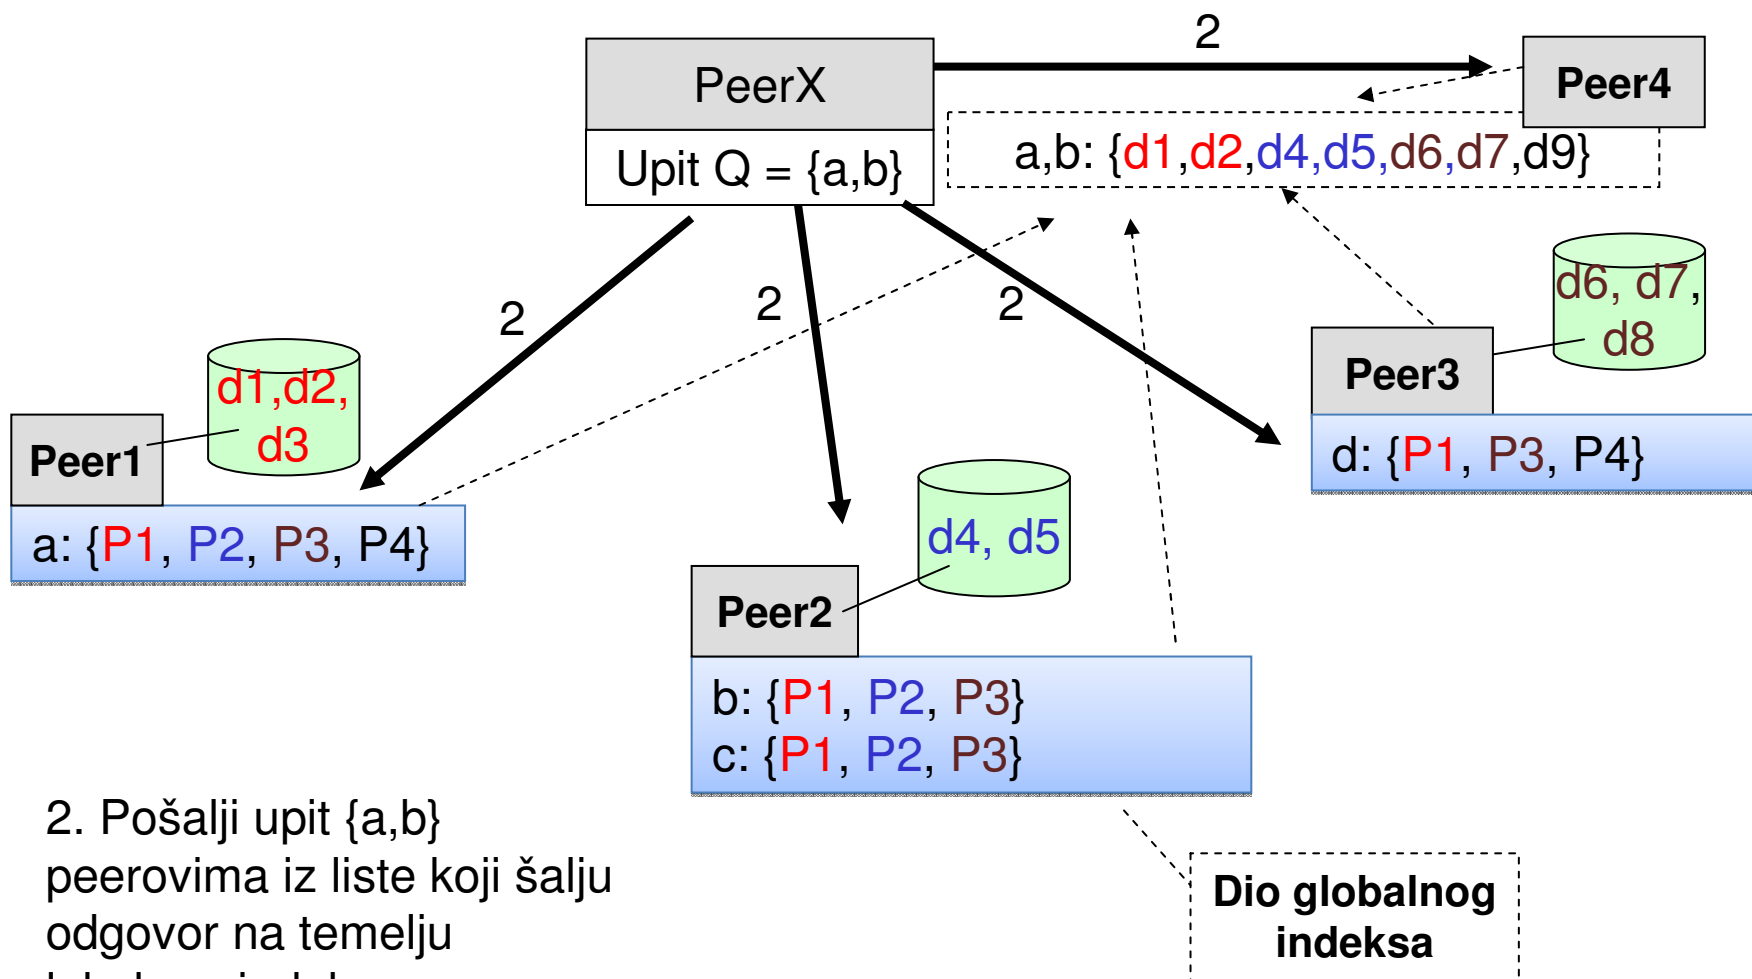 2
PeerX
Peer4
Upit Q = {a,b}
a,b: {d1,d2,d4,d5,d6,d7,d9}
2
2
2
d6, d7,
d8
Peer3
d: {P1, P3, P4}
d1,d2,
d3
Peer1
a: {P1, P2, P3, P4}
d4, d5
Peer2
b: {P1, P2, P3}
c: {P1, P2, P3}
2. Pošalji upit {a,b}
peerovima iz liste koji šalju
odgovor na temelju
Dio globalnog
indeksa